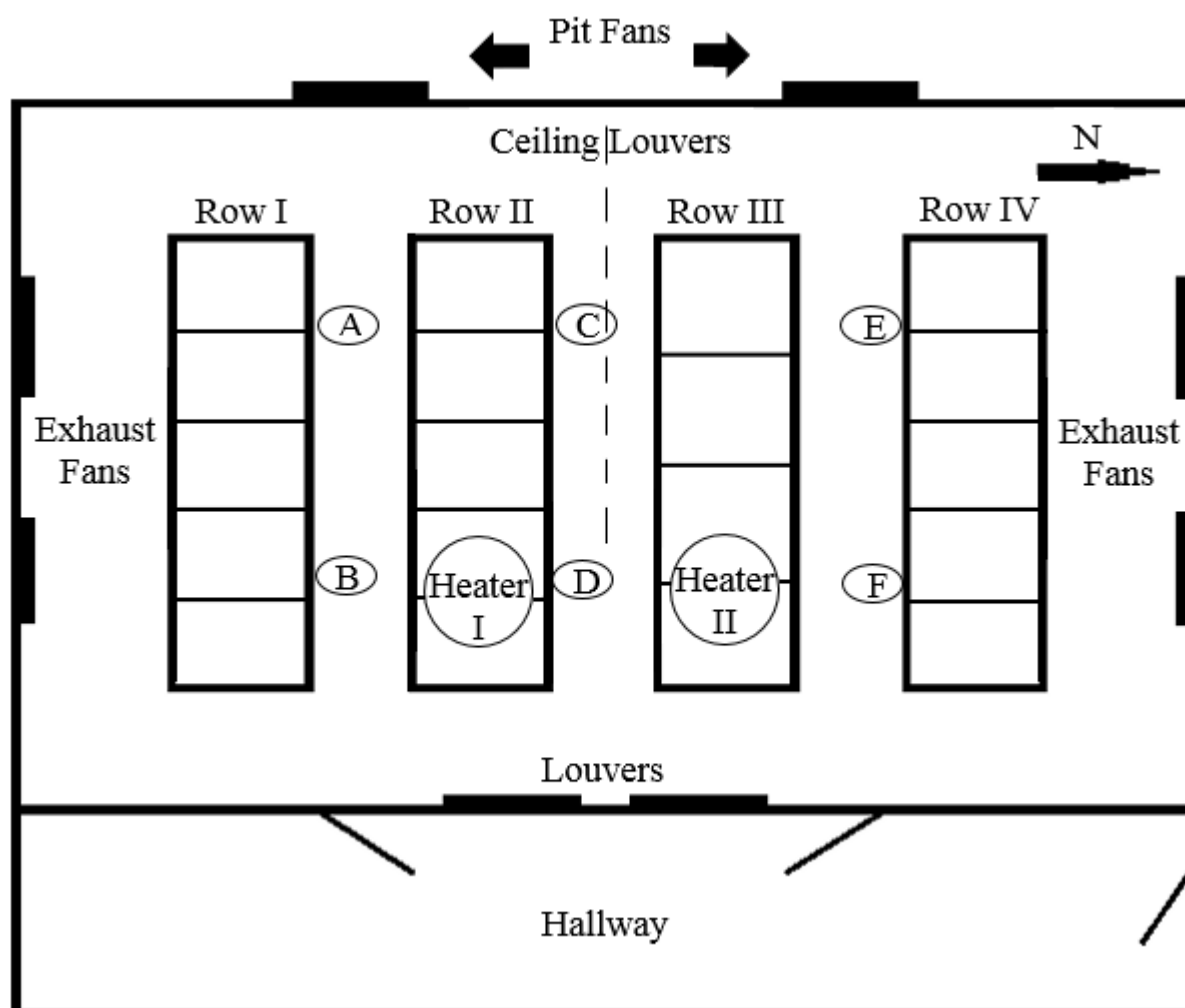 Pit Fans
Ceiling Louvers
N
Row I
Row II
Row III
Row IV
A
C
E
Exhaust
Fans
Exhaust
Fans
B
Heater
I
D
Heater
II
F
Louvers
Hallway